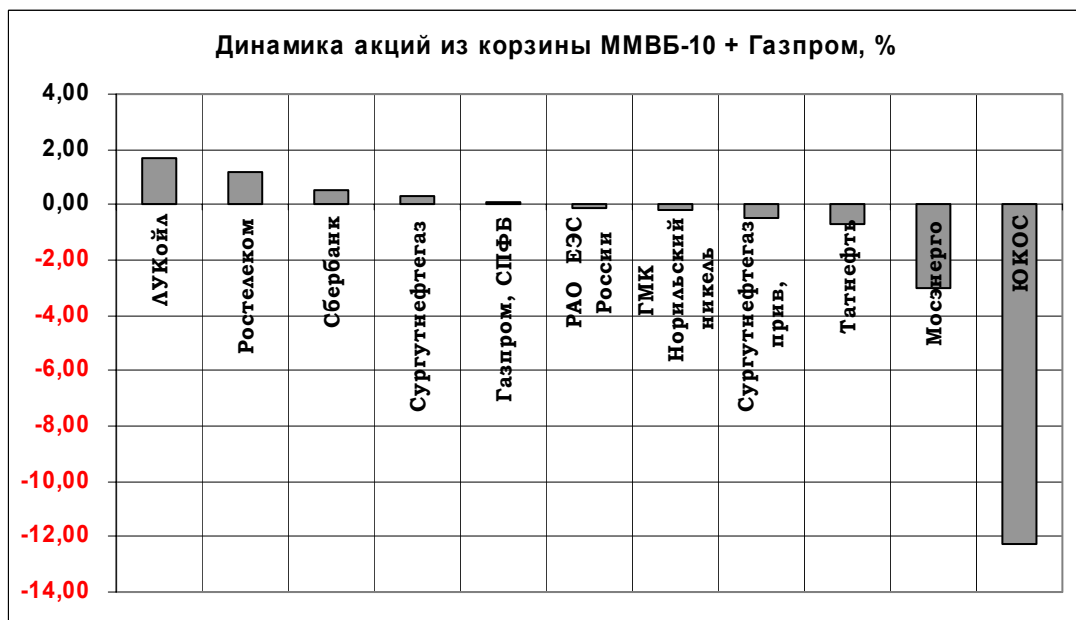 Динамика акций из корзины ММВБ-10 + Газпром, %
4,00
2,00
0,00
-2,00
-4,00
-6,00
-8,00
-10,00
-12,00
-14,00
ЛУКойл
Ростелеком
Сбербанк
Сургутнефтегаз
Газпром, СПФБ
РАО ЕЭС
России
ГМК
Норильский
никель
Сургутнефтегаз
прив,
Татнефть
Мосэнерго
ЮКОС